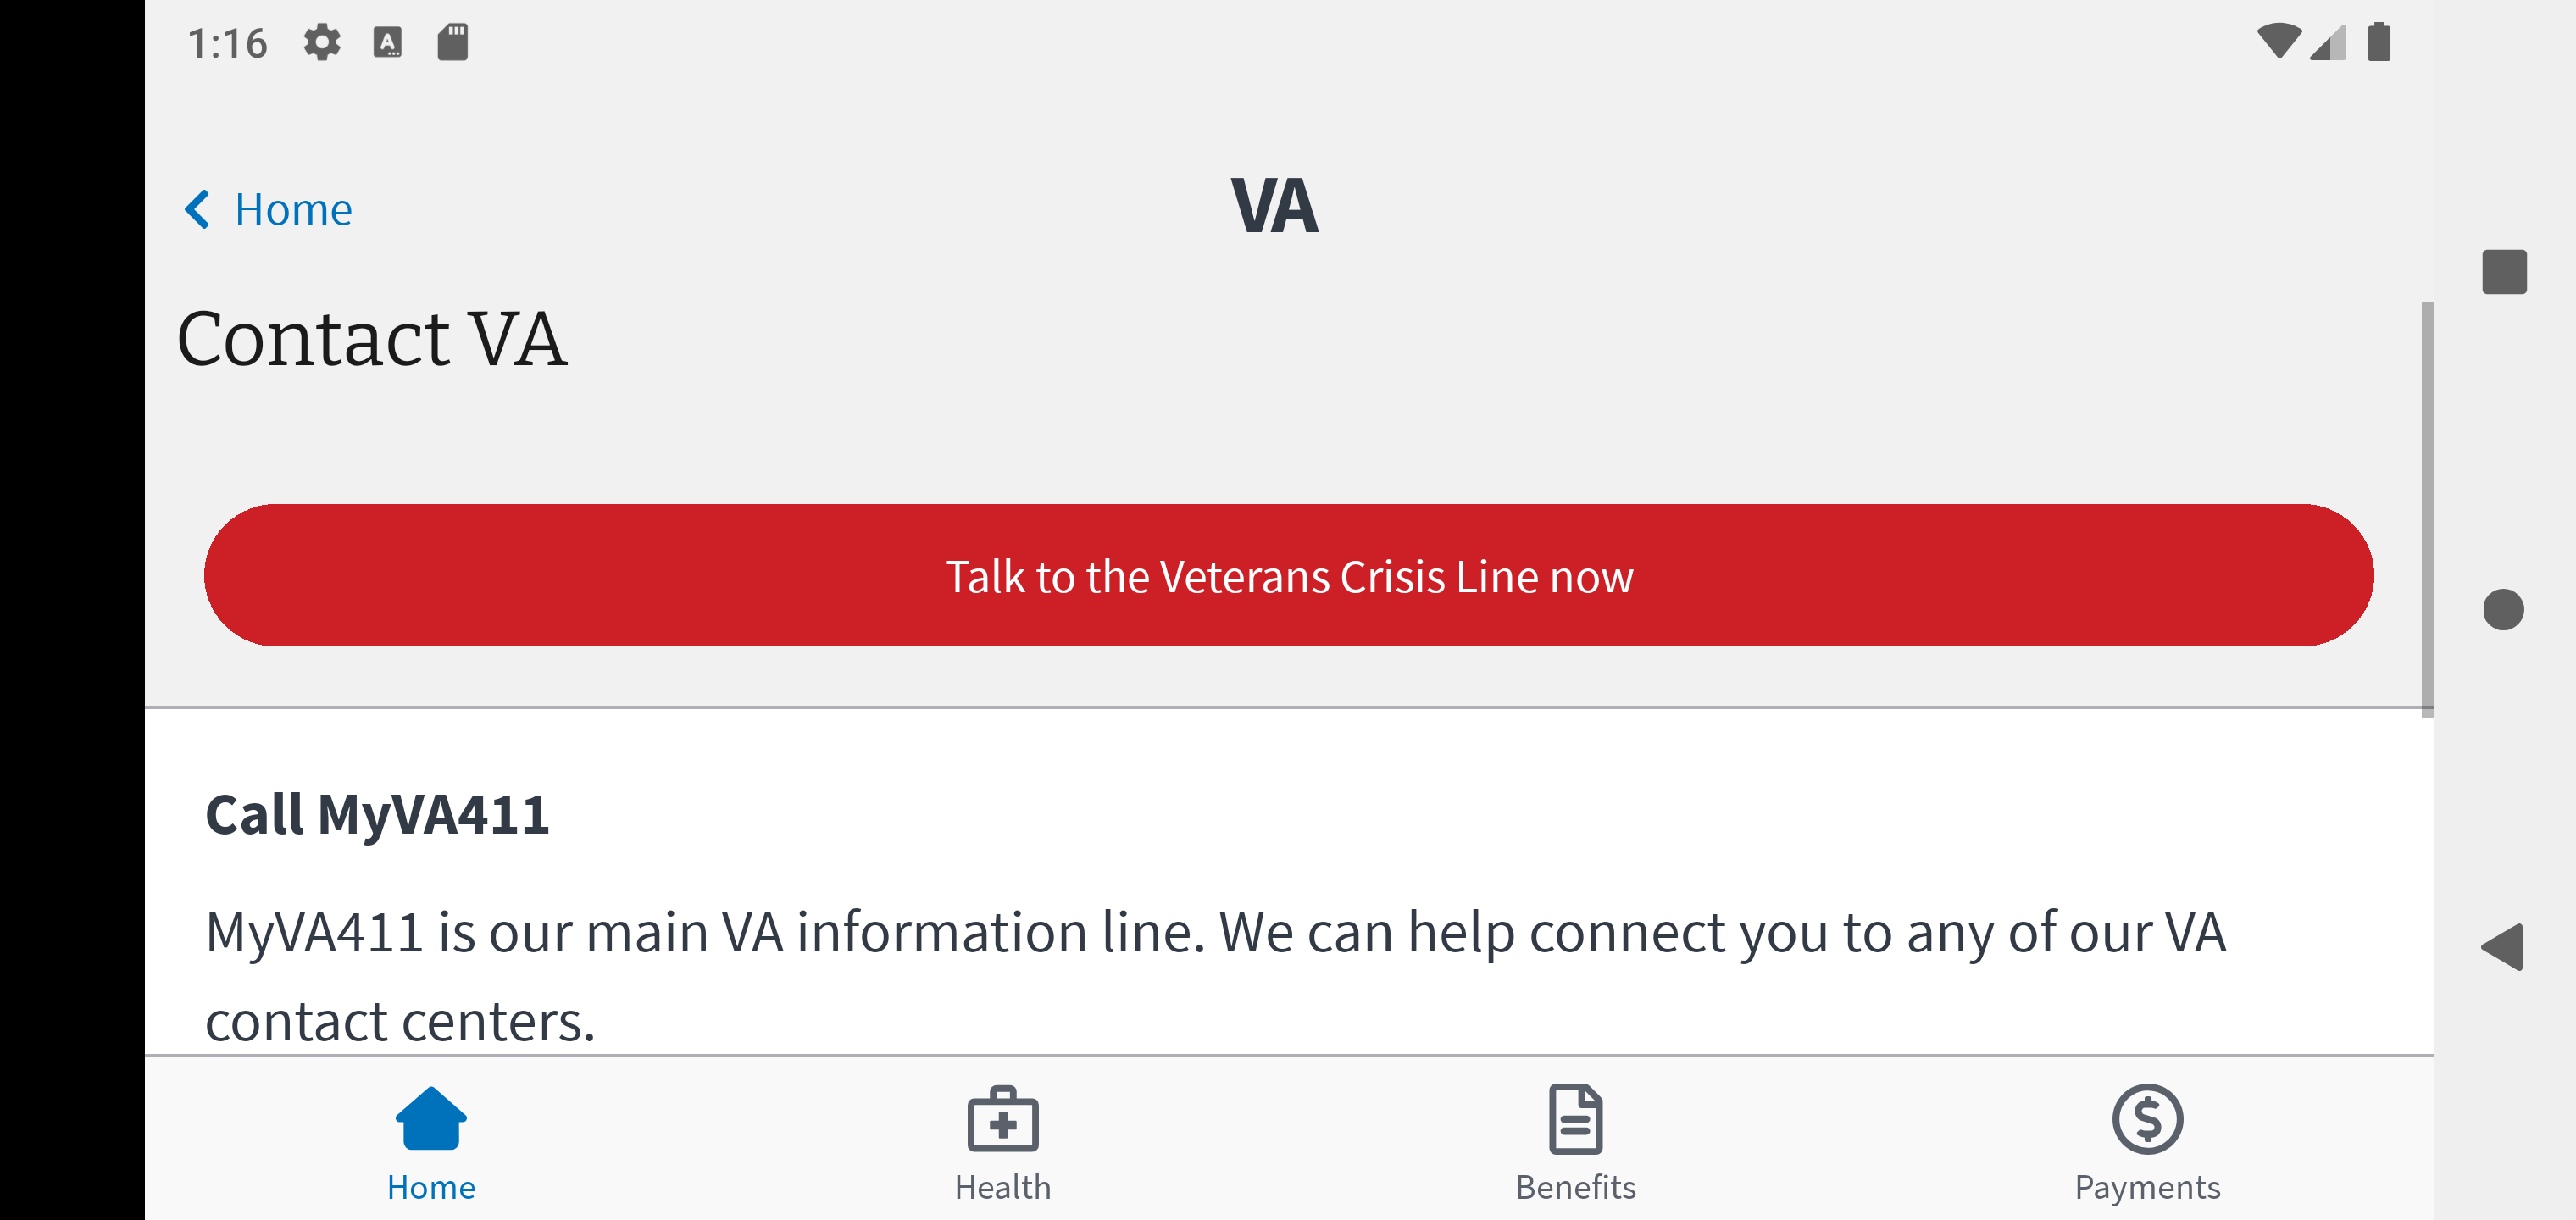 1:16
Home
VA
Contact VA
Talk to the Veterans Crisis Line now
Call MyVA411
MyVA411 is our main VA information line. We can help connect you to any of our VA
contact centers.
Home
Health
Benefits
Payments